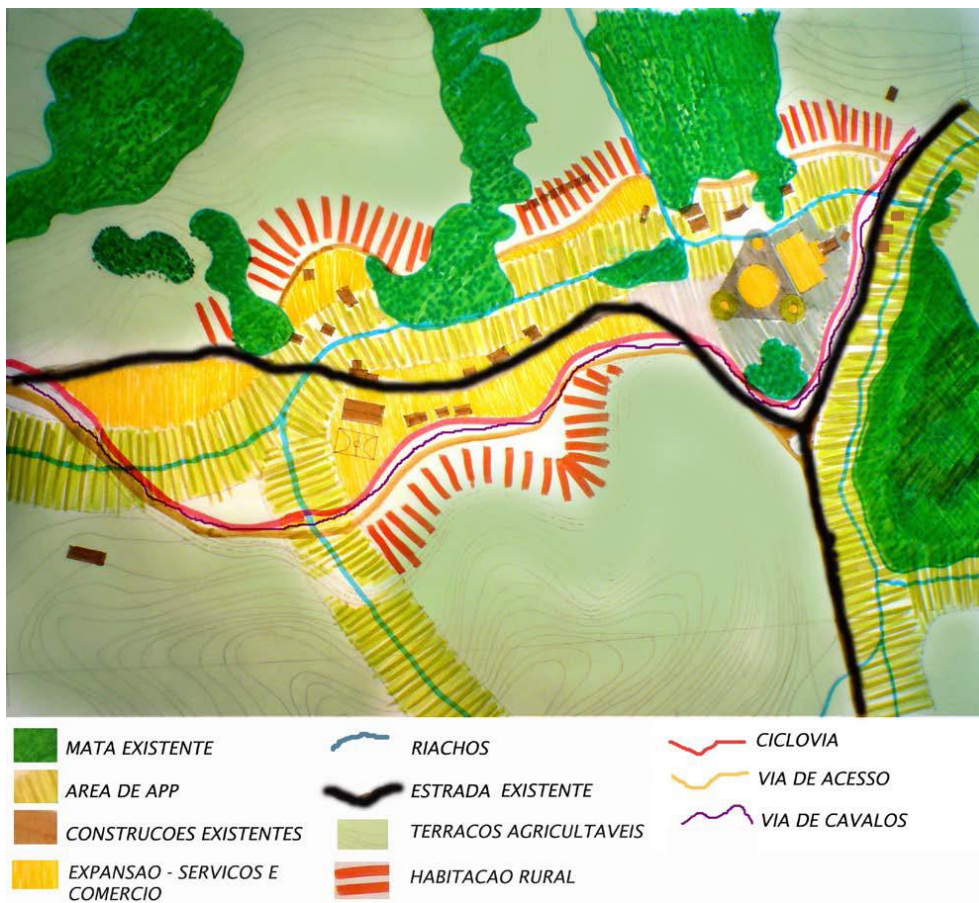 MATA EXISTENTE
AREA DE APP
CONSTRUCOES EXISTENTES
EXPANSAO - SERVICOS E
COMERCIO
RIACHOS
ESTRADA EXISTENTE
TERRACOS AGRICULTAVEIS
HABITACAO RURAL
CICLOVIA
VIA DE ACESSO
VIA DE CAVALOS